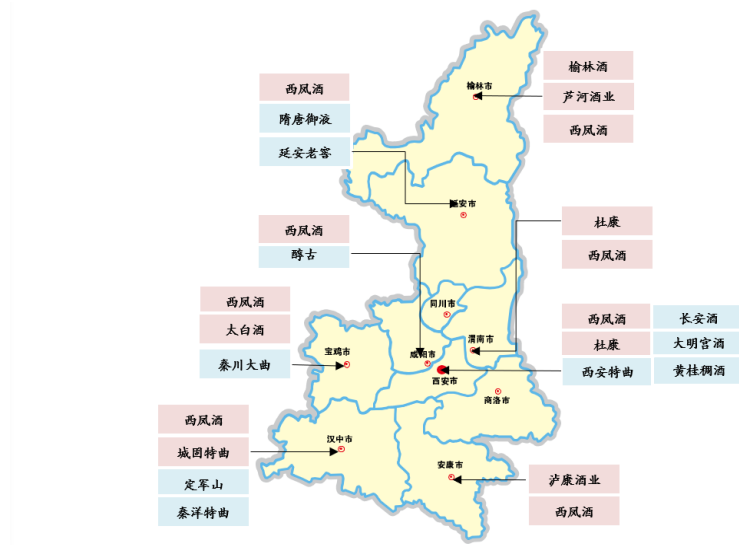 榆林酒
芦河酒业
西凤酒
榆林市
西凤酒
隋唐御液
延安老窖
延安市
杜康
西凤酒
西凤酒
醇古
同川市
西凤酒
太白酒
秦川大曲
宝鸡市
咸阳市
渭南市
西安市
商洛市
西凤酒
长安酒
杜康
大明宫酒
西安特曲
黄桂稠酒
西凤酒
城固特曲
定军山
秦洋特曲
汉中市
安康市
泸康酒业
西凤酒